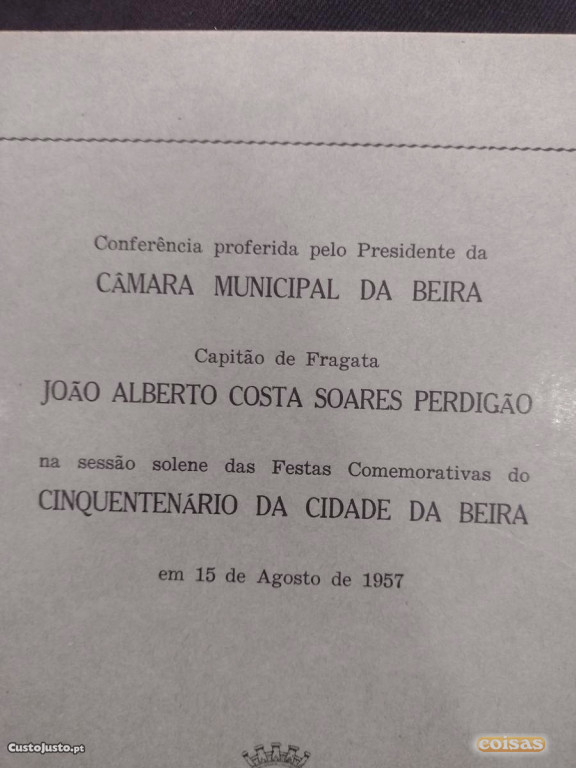 Conferência proferida pelo Presidente da
CÂMARA MUNICIPAL DA BEIRA
Capitão de Fragata
JOÃO ALBERTO COSTA SOARES PERDIGÃO
na sessão solene das Festas Comemorativas do
CINQUENTENÁRIO DA CIDADE DA BEIRA
em 15 de Agosto de 1957
CustoJusto.pt
coisas